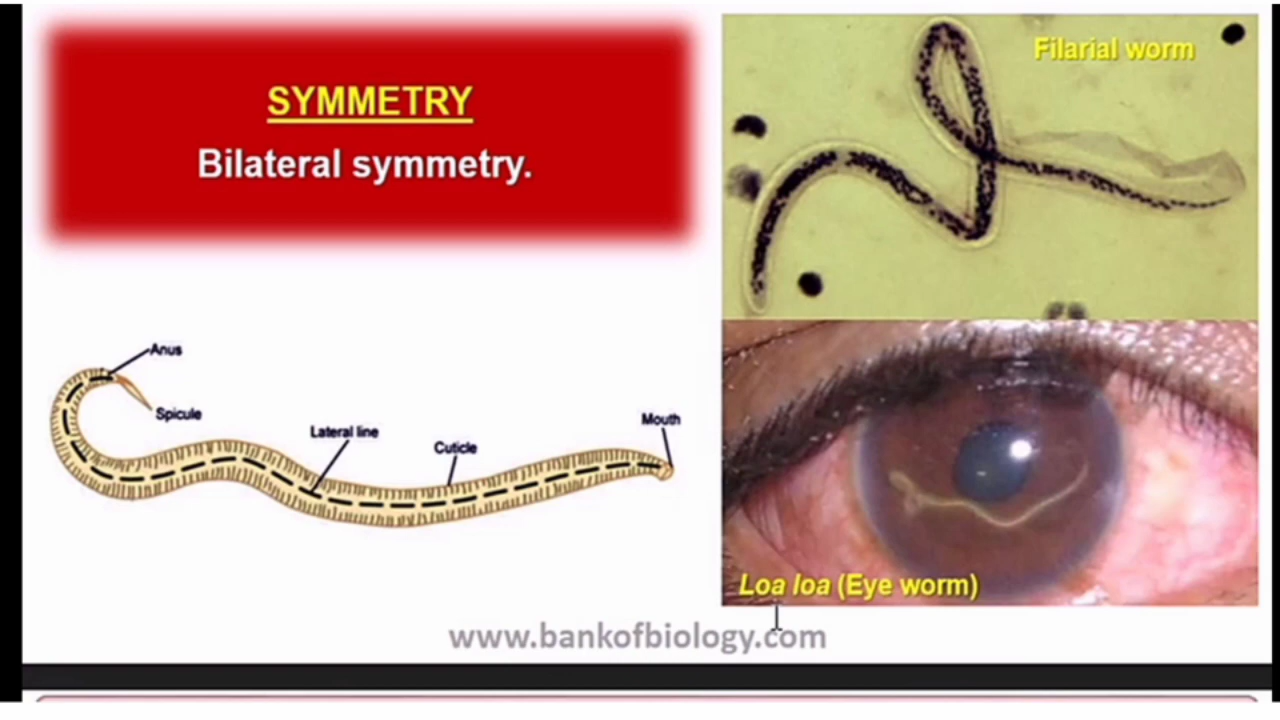 SYMMETRY
Bilateral symmetry.
Filarial worm
Anus
Spicule
Lateral line
Cuticle
Mouth
Loa loa (Eye worm)
www.bankofbiology.com